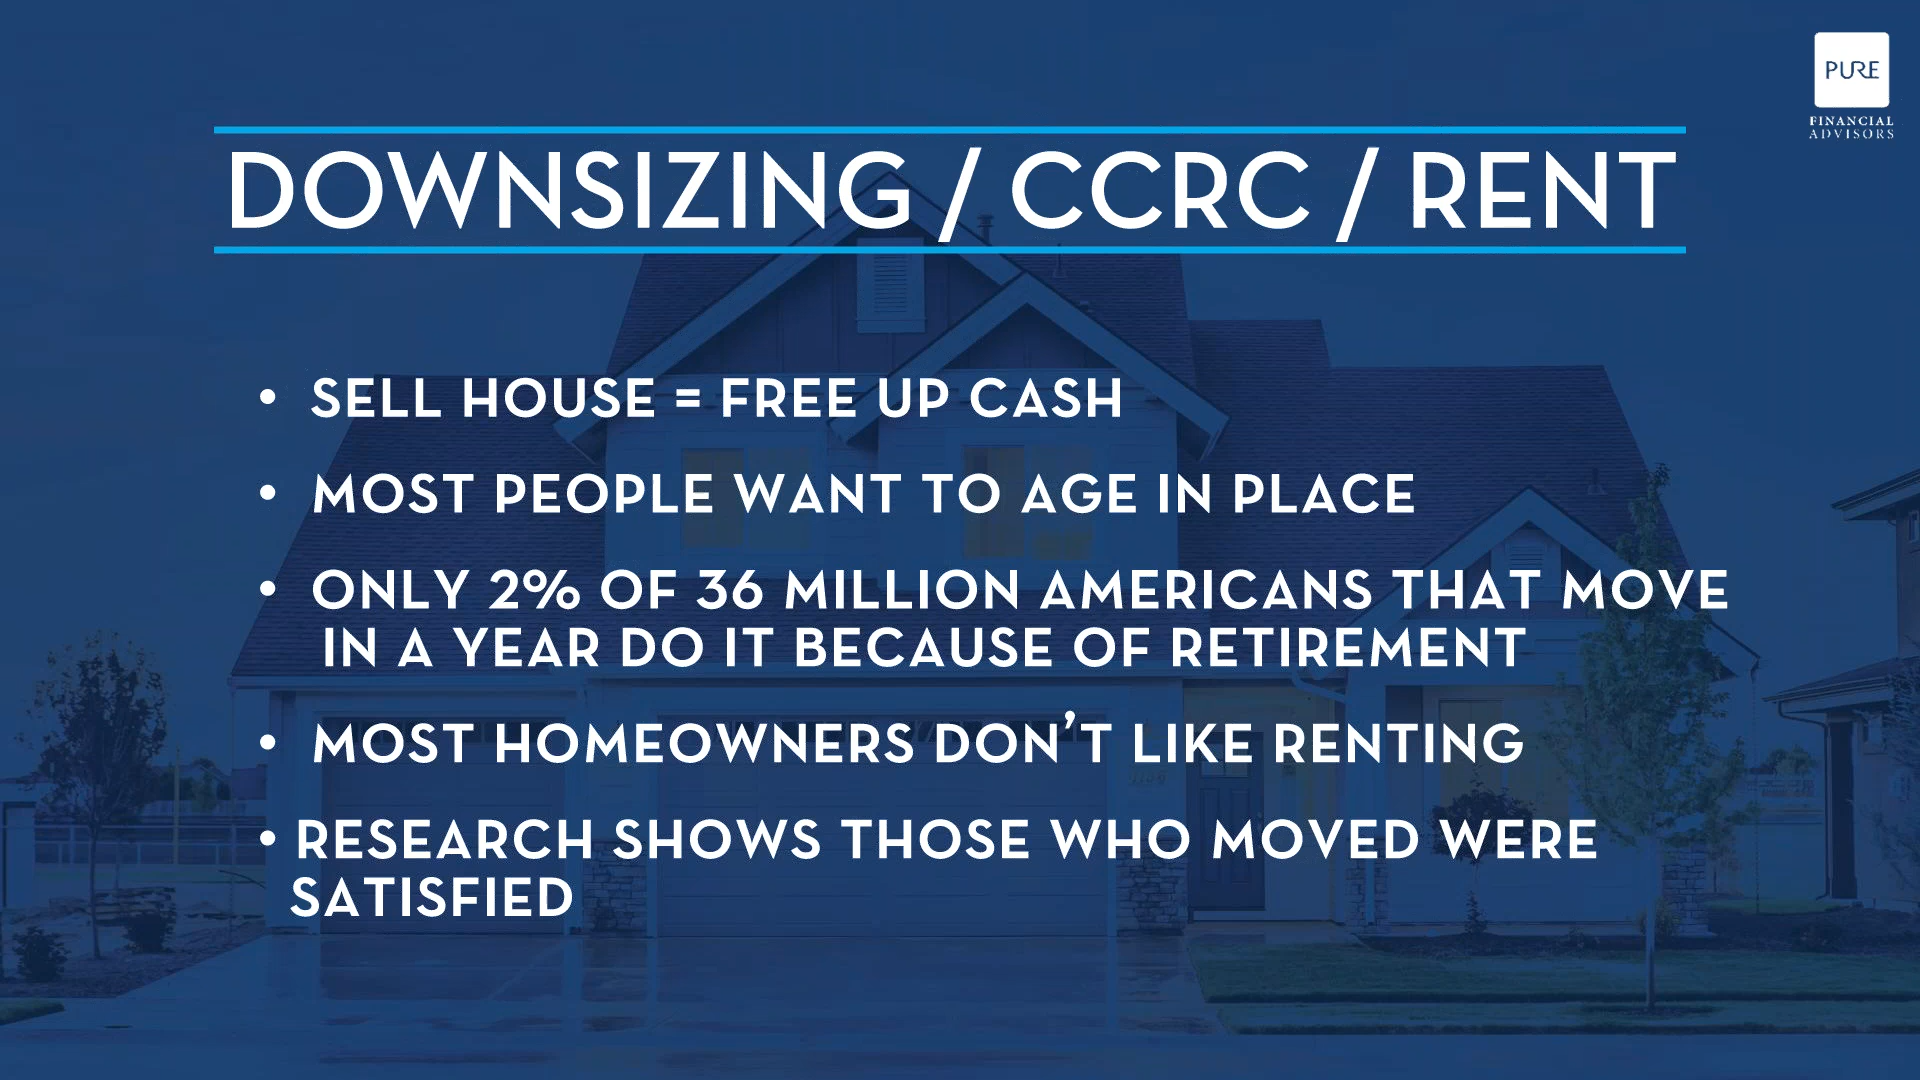 PURE
FINANCIAL
ADVISORS
DOWNSIZING / CCRC / RENT
• SELL HOUSE = FREE UP CASH
• MOST PEOPLE WANT TO AGE IN PLACE
• ONLY 2% OF 36 MILLION AMERICANS THAT MOVE
IN A YEAR DO IT BECAUSE OF RETIREMENT
• MOST HOMEOWNERS DON'T LIKE RENTING
• RESEARCH SHOWS THOSE WHO MOVED WERE
SATISFIED